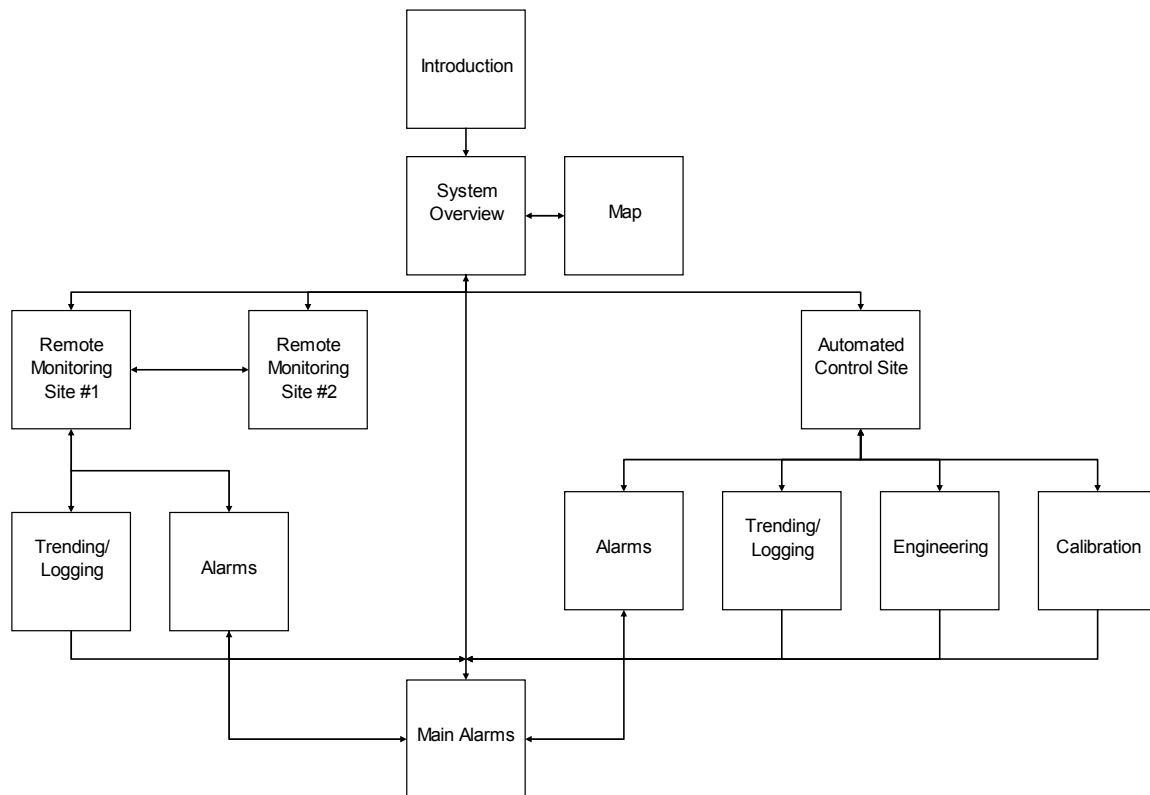 Introduction
System
Overview
Map
Remote
Monitoring
Site #1
Remote
Monitoring
Site #2
Automated
Control Site
Trending/
Logging
Alarms
Alarms
Trending/
Logging
Engineering
Calibration
Main Alarms